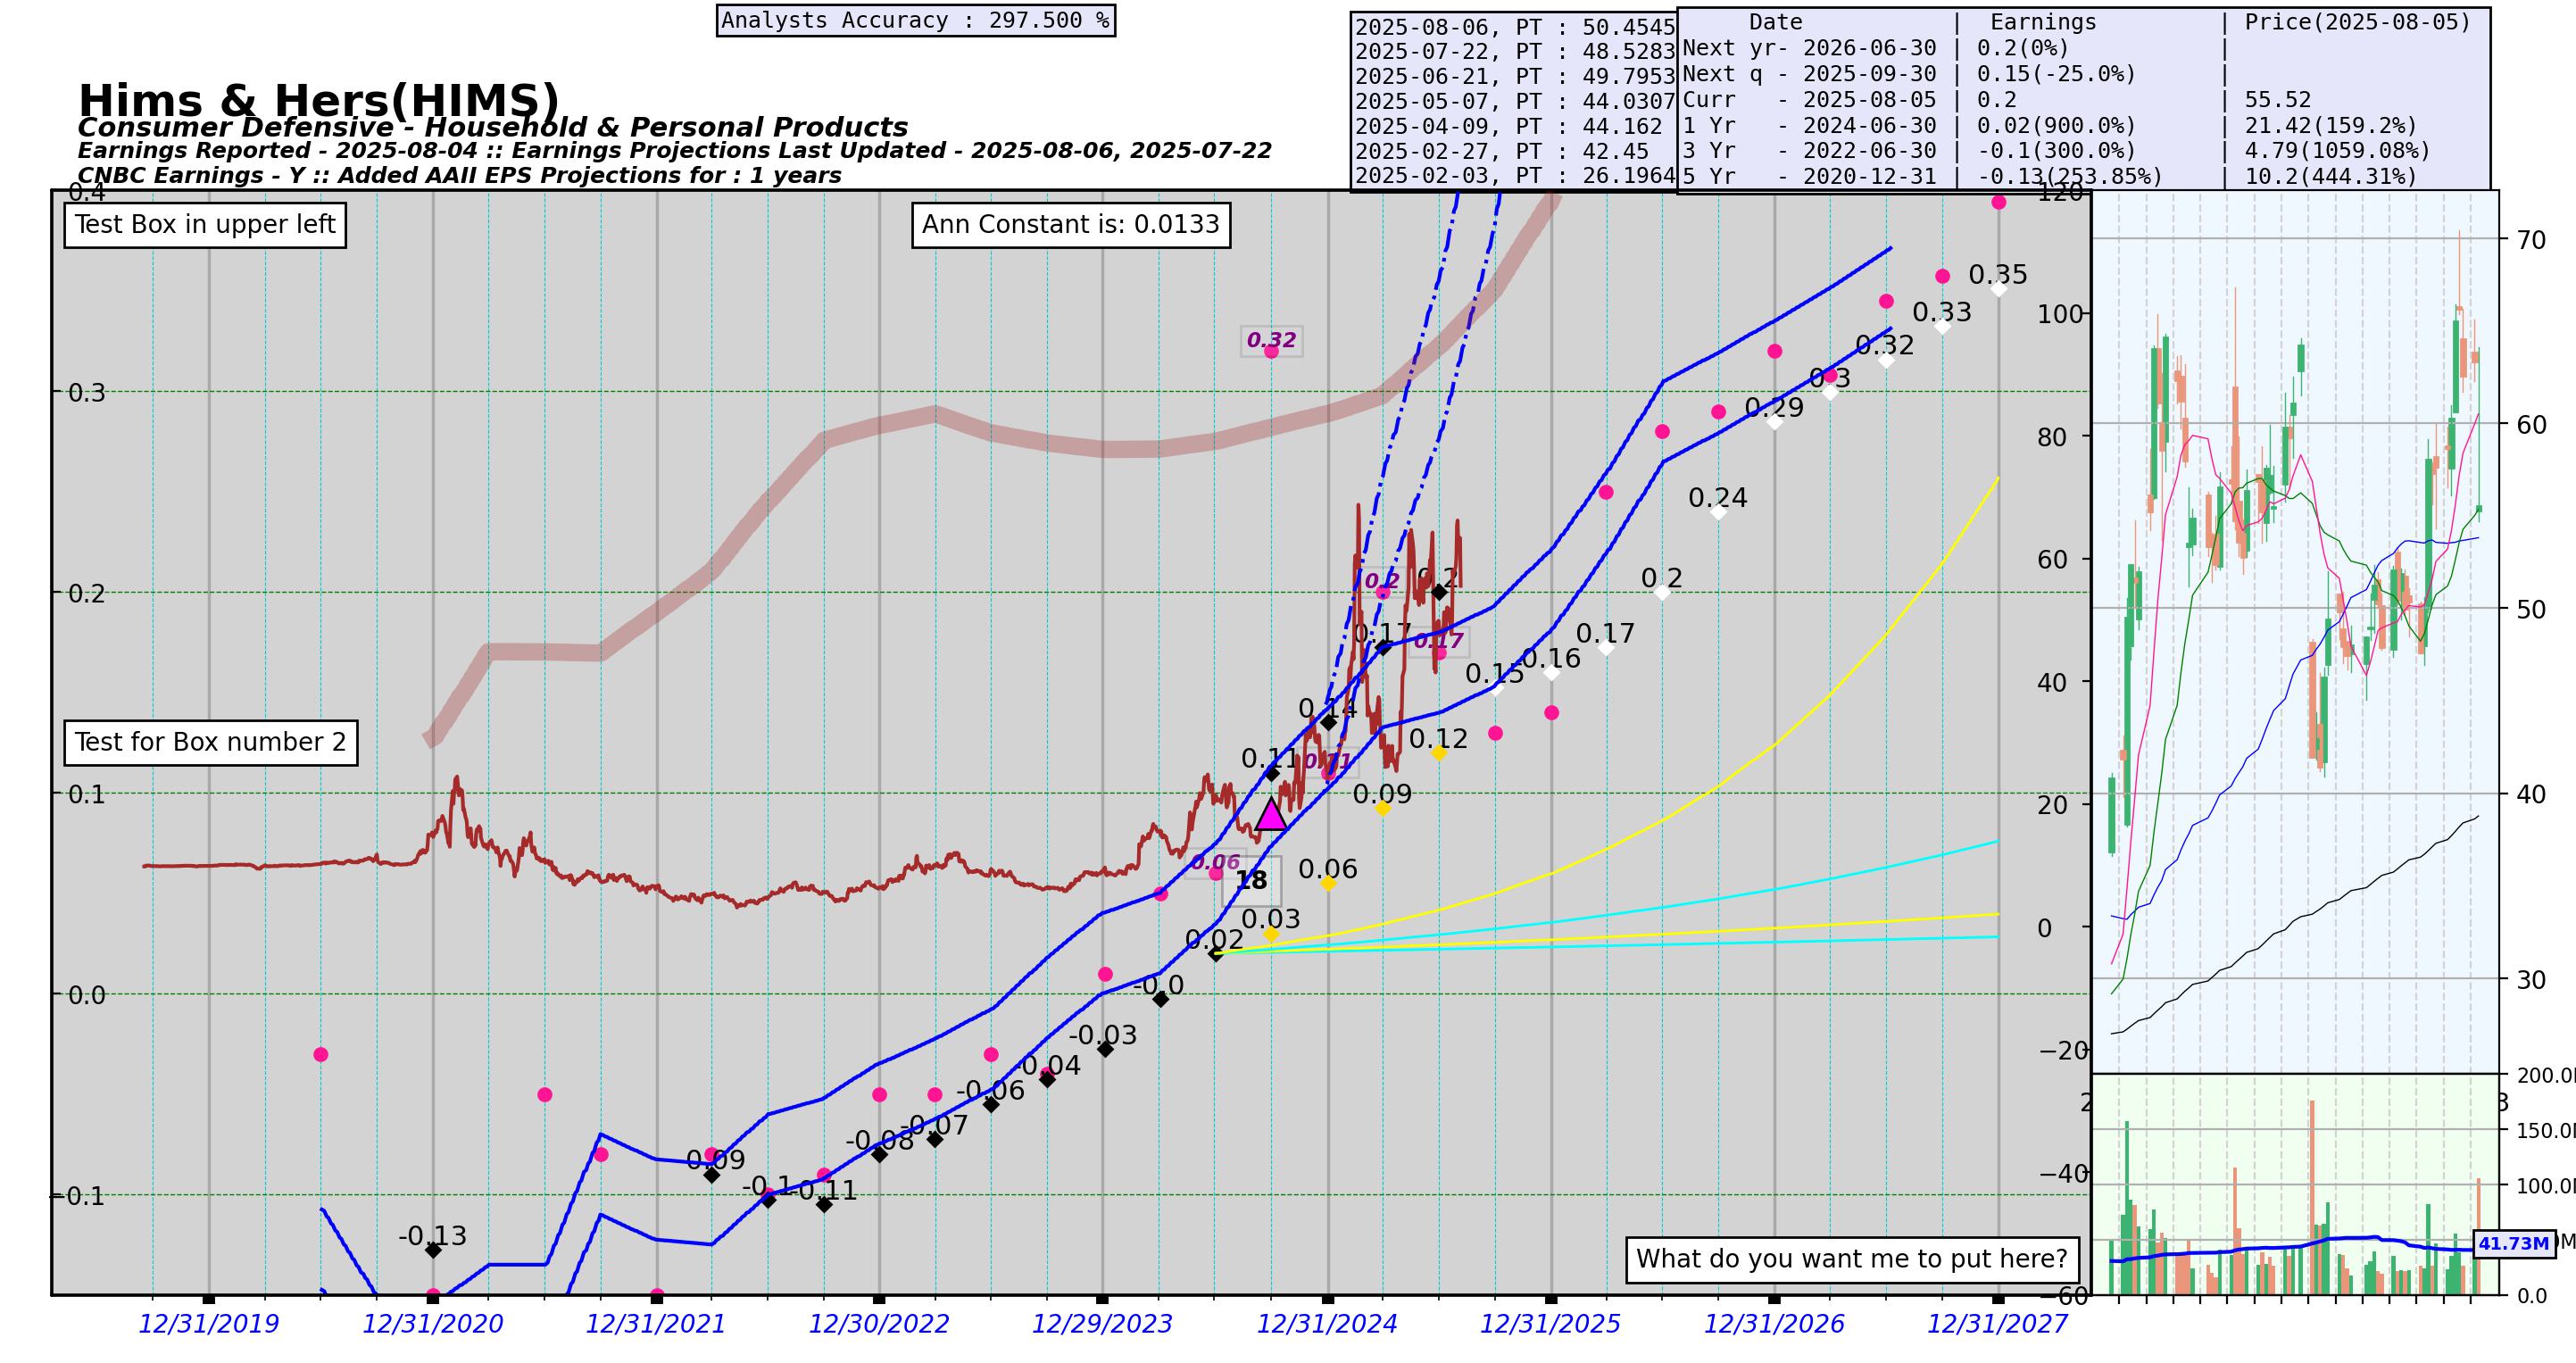 Analysts Accuracy : 297.500 %
2025-08-06, PT : 50.4545
2025-07-22, PT : 48.5283
2025-06-21, PT : 49.7953
2025-05-07, PT : 44.0307
2025-04-09, PT : 44.162
2025-02-27, PT : 42.45
2025-02-03, PT : 26.1964
Date | Earnings | Price(2025-08-05)
Next yr- 2026-06-30 | 0.2(0%) |
Next q - 2025-09-30 | 0.15(-25.0%) |
Curr - 2025-08-05 | 0.2 | 55.52
1 Yr - 2024-06-30 | 0.02(900.0%) | 21.42(159.2%)
3 Yr - 2022-06-30 | -0.1(300.0%) | 4.79(1059.08%)
5 Yr - 2020-12-31 | -0.13(253.85%) | 10.2(444.31%)
Hims & Hers(HIMS)
Consumer Defensive - Household & Personal Products
Earnings Reported - 2025-08-04 :: Earnings Projections Last Updated - 2025-08-06, 2025-07-22
CNBC Earnings - Y :: Added AAII EPS Projections for : 1 years
0.4
120
Test Box in upper left
Ann Constant is: 0.0133
70
0.35
100
0.33
0.32
0.32
0.3
0.3
0.29
80
60
0.24
60
0.2
0.2
0.2
0.2
50
0.17
0.17
0.17
0.16
0.15
40
0.14
Test for Box number 2
0.12
0.11
0.11
0.1
0.09
40
20
0.06
0.06
18
0.03
0.02
0
0.0
-0.0
30
-0.03
−20
-0.04
-0.06
200.0
-0.07
-0.08
150.0
0.09
−40
-0.1
-0.11
−0.1
100.0
-0.13
41.73M
What do you want me to put here?
−60
0.0
12/31/2019
12/31/2020
12/31/2021
12/30/2022
12/29/2023
12/31/2024
12/31/2025
12/31/2026
12/31/2027